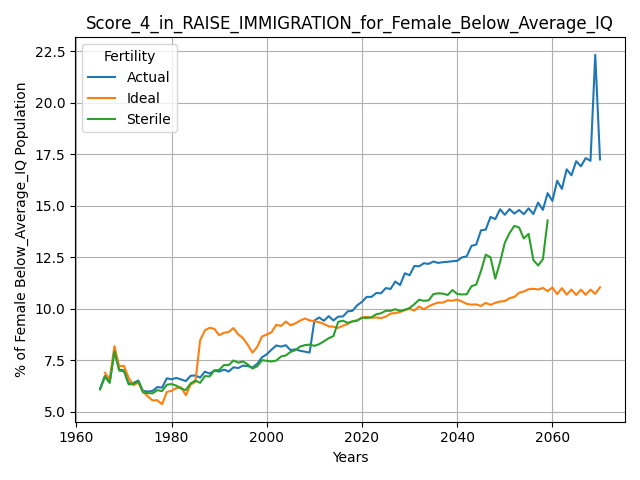 Score_4_in_RAISE_IMMIGRATION_for_Female_Below_Average_IQ
Fertility
Actual
Ideal
Sterile
% of Female Below_Average_IQ Population
22.5
20.0
17.5
15.0
12.5
10.0
7.5
5.0
1960 1980 2000 2020 2040 2060
Years